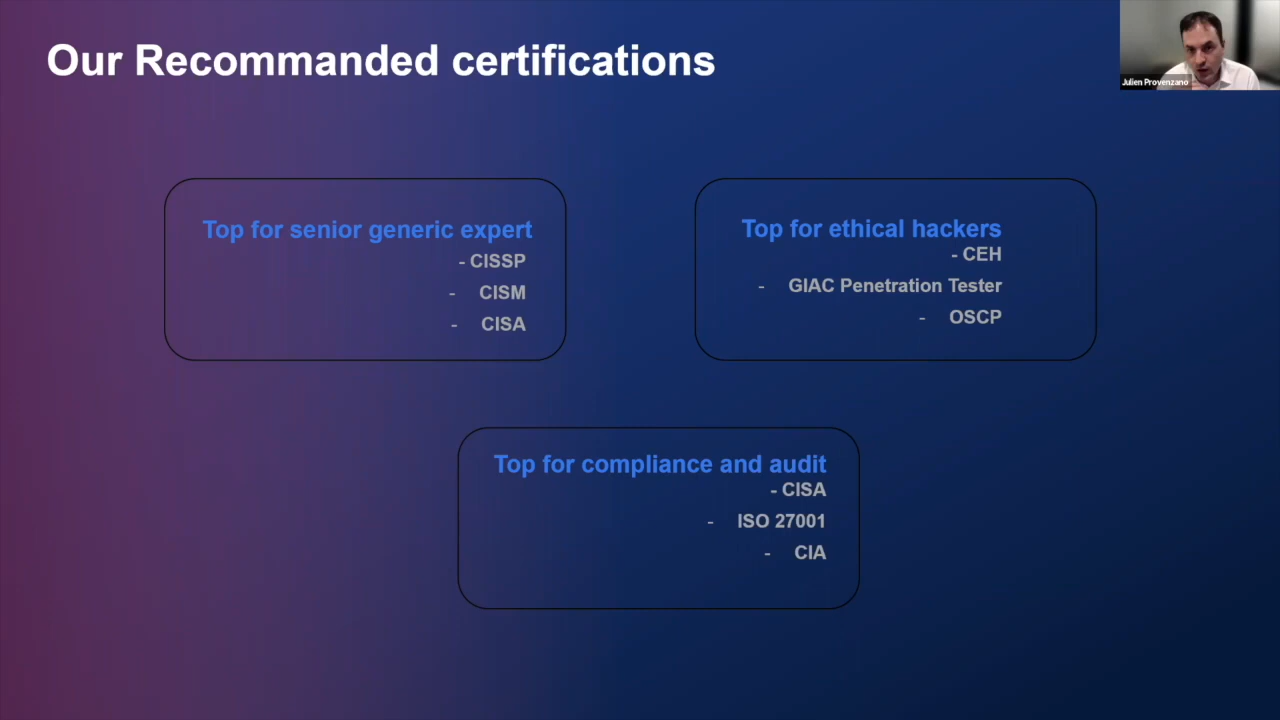 Our Recommanded certifications
Julien Provenzano
Top for senior generic expert
- CISSP
- CISM
- CISA
Top for ethical hackers
- CEH
- GIAC Penetration Tester
- OSCP
Top for compliance and audit
- CISA
- ISO 27001
- CIA